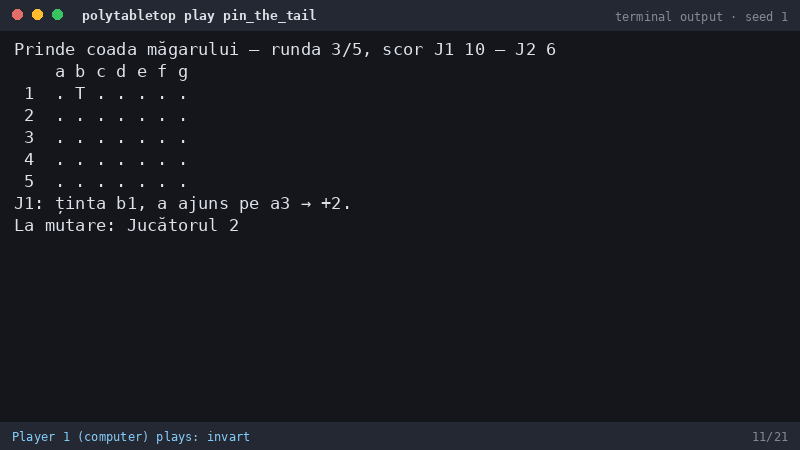 polytabletop play pin_the_tail
terminal output · seed 1
Prinde coada măgarului — runda 3/5, scor J1 10 — J2 6
a b c d e f g
1 . T . . . . .
2 . . . . . . .
3 . . . . . . .
4 . . . . . . .
5 . . . . . . .
J1: ținta b1, a ajuns pe a3 → +2.
La mutare: Jucătorul 2
Player 1 (computer) plays: invart
11/21